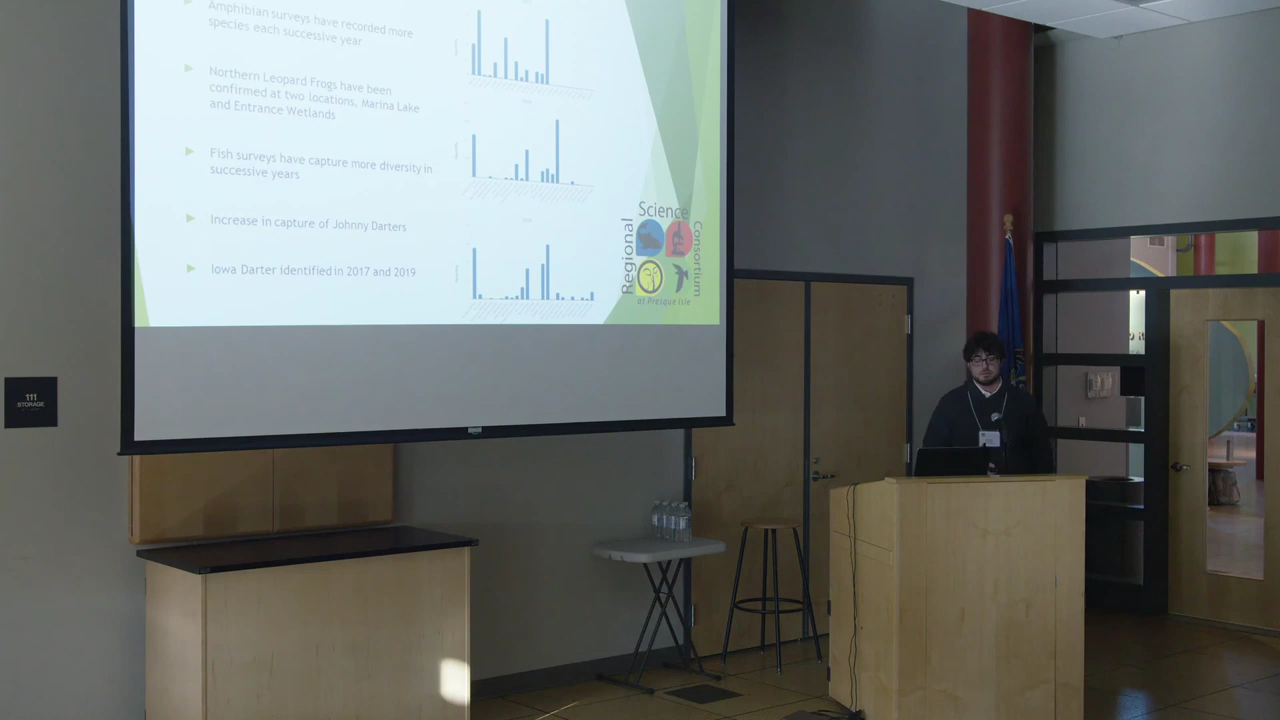 Amphibian surveys have recorded more
species each successive year
Northern Leopard Frogs have been
confirmed at two locations, Marina Lake
and Entrance Wetlands
Fish surveys have capture more diversity in
successive years
Increase in capture of Johnny Darters
Iowa Darter identified in 2017 and 2019
Regional
Science
Consortium
at Presque Isle
111
STORAGE